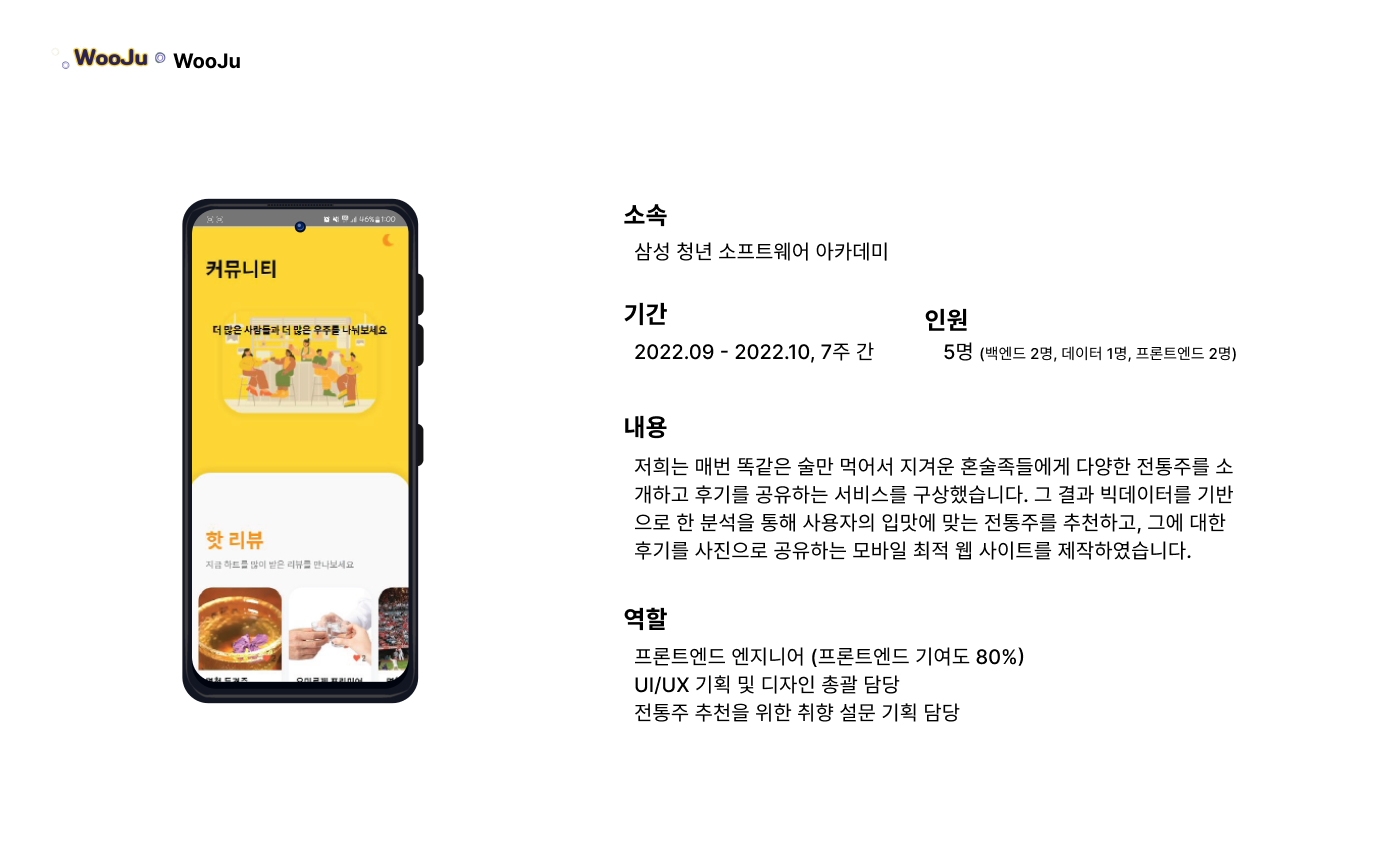 WooJu WooJu
46% 1:00
커뮤니티
더 많은 사람들과 더 많은 우주를 나눠보세요
핫 리뷰
지금 하트를 많이 받은 리뷰를 만나보세요
2
소속
삼성 청년 소프트웨어 아카데미
기간
2022.09 - 2022.10, 7주 간
인원
5명 (백엔드 2명, 데이터 1명, 프론트엔드 2명)
내용
저희는 매번 똑같은 술만 먹어서 지겨운 혼술족들에게 다양한 전통주를 소
개하고 후기를 공유하는 서비스를 구상했습니다. 그 결과 빅데이터를 기반
으로 한 분석을 통해 사용자의 입맛에 맞는 전통주를 추천하고, 그에 대한
후기를 사진으로 공유하는 모바일 최적 웹 사이트를 제작하였습니다.
역할
프론트엔드 엔지니어 (프론트엔드 기여도 80%)
UI/UX 기획 및 디자인 총괄 담당
전통주 추천을 위한 취향 설문 기획 담당